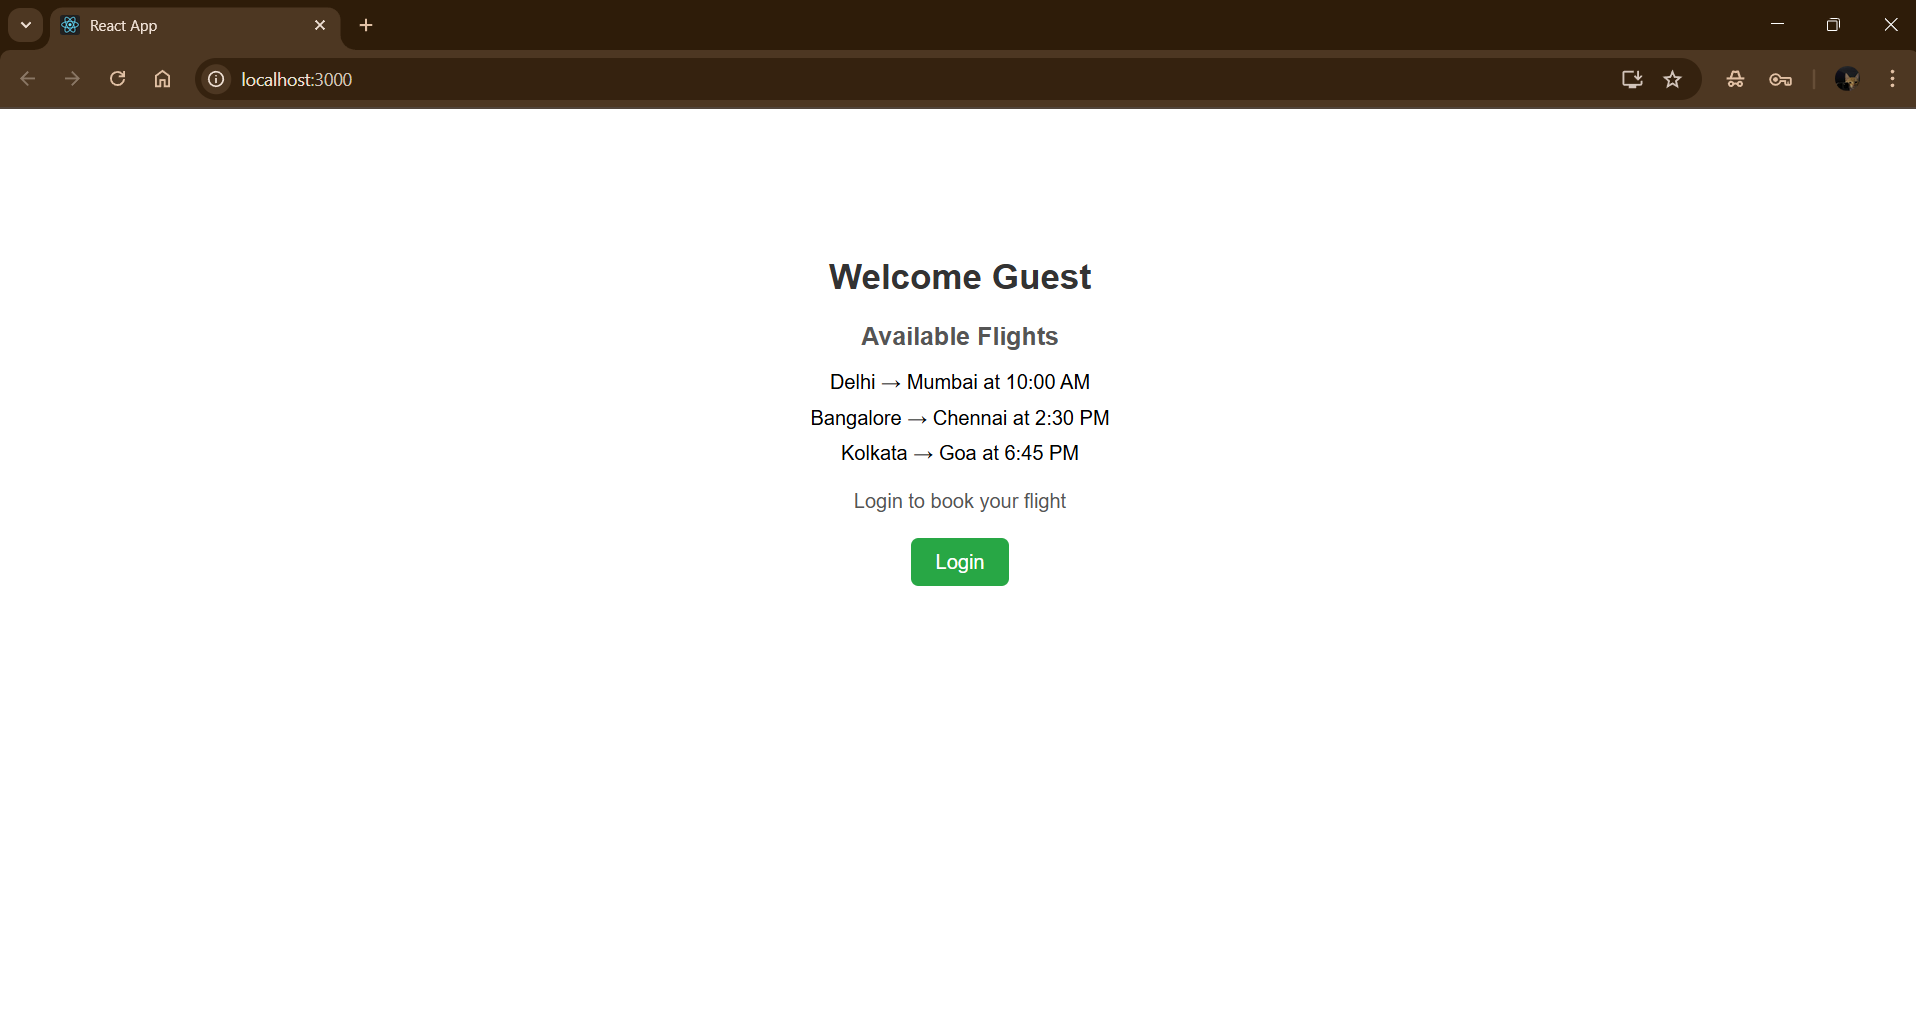 React App
localhost:3000
Welcome Guest
Available Flights
Delhi → Mumbai at 10:00 AM
Bangalore → Chennai at 2:30 PM
Kolkata → Goa at 6:45 PM
Login to book your flight
Login